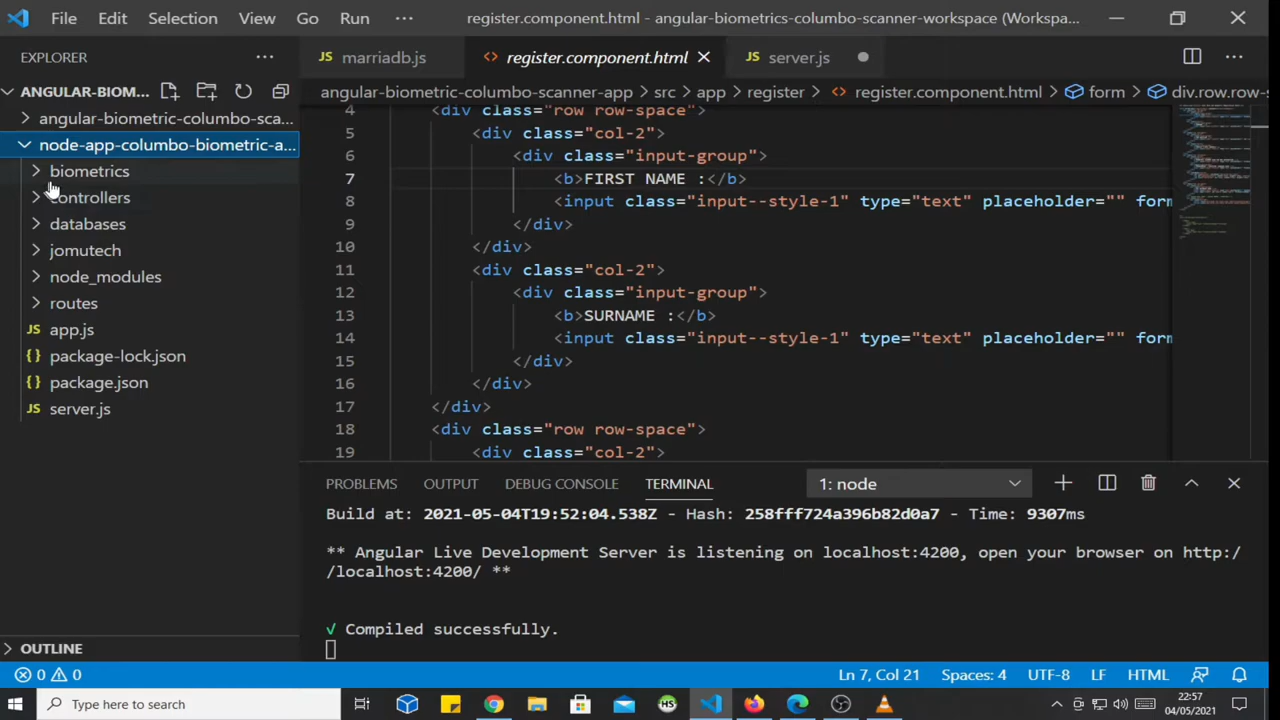 File Edit Selection View Go Run ··· register.component.html - angular-biometrics-columbo-scanner-workspace (Workspa...
EXPLORER ···
ANGULAR-BIOM...
angular-biometric-columbo-sca...
node-app-columbo-biometric-a...
biometrics
controllers
databases
jomutech
node_modules
routes
JS app.js
{} package-lock.json
{} package.json
JS server.js
OUTLINE
JS marriadb.js <> register.component.html JS server.js
angular-biometric-columbo-scanner-app > src > app > register > <> register.component.html > form > div.row.row-s
4 <div class="row row-space">
5 <div class="col-2">
6 <div class="input-group">
7 <b>FIRST NAME :</b>
8 <input class="input--style-1" type="text" placeholder="" form
9 </div>
10 </div>
11 <div class="col-2">
12 <div class="input-group">
13 <b>SURNAME :</b>
14 <input class="input--style-1" type="text" placeholder="" form
15 </div>
16 </div>
17 </div>
18 <div class="row row-space">
19 <div class="col-2">
PROBLEMS OUTPUT DEBUG CONSOLE TERMINAL 1: node
Build at: 2021-05-04T19:52:04.538Z - Hash: 258fff724a396b82d0a7 - Time: 9307ms
** Angular Live Development Server is listening on localhost:4200, open your browser on http:/
/localhost:4200/ **
√ Compiled successfully.
0 0 Ln 7, Col 21 Spaces: 4 UTF-8 LF HTML
Type here to search HS 22:57
04/05/2021